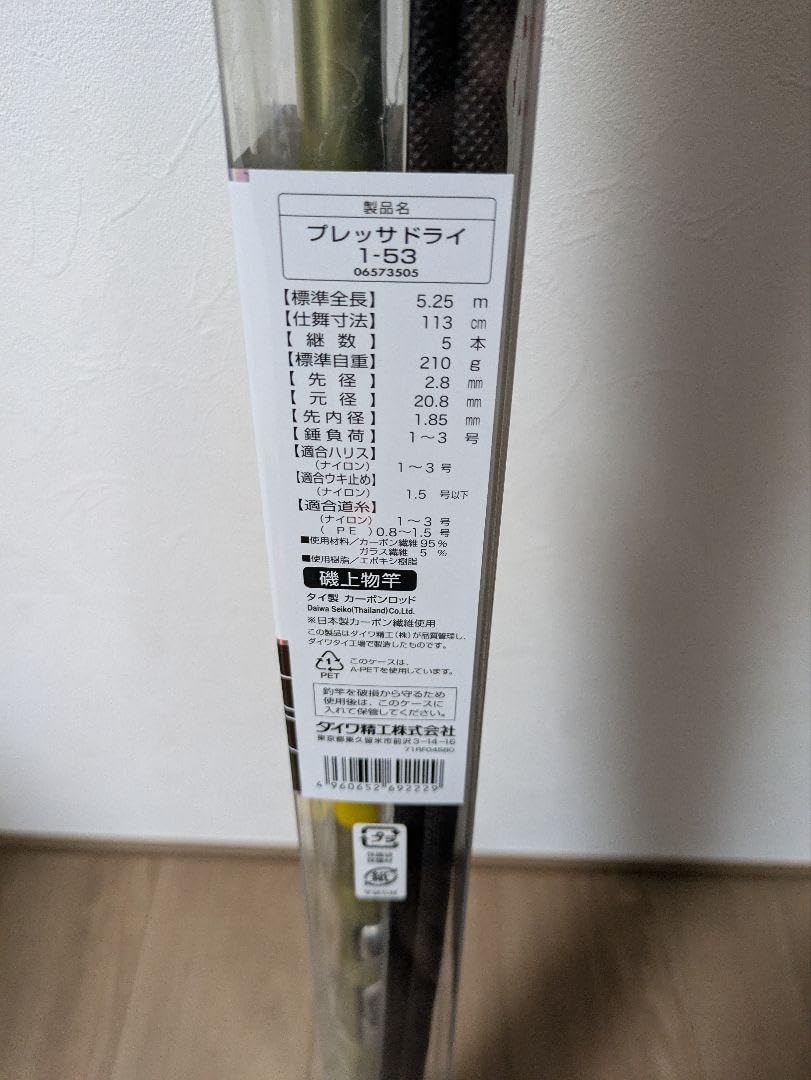 製品名
プレッサドライ
1-53
06573505
【標準全長】 5.25 m
【仕舞寸法】 113 cm
【継数】 5 本
【標準自重】 210 g
【先径】 2.8 mm
【元径】 20.8 mm
【先内径】 1.85 mm
【錘負荷】 1〜3 号
【適合ハリス】
(ナイロン) 1〜3 号
【適合ウキ止め】
(ナイロン) 1.5 号以下
【適合道糸】
(ナイロン) 1〜3 号
(PE) 0.8〜1.5 号
■使用材料/カーボン繊維 95%
ガラス繊維 5 %
■使用樹脂/エポキシ樹脂
磯上物竿
タイ製 カーボンロッド
Daiwa Seiko(Thailand)Co.Ltd.
※日本製カーボン繊維使用
この製品はダイワ精工(株)が品質管理し、
ダイワタイ工場で製造したものです。
1
PET
このケースは、
A-PETを使用しています。
釣竿を破損から守るため
使用後は、このケースに
入れて保管してください。
ダイワ精工株式会社
東京都東久留米市前沢3-14-16
71RF04580
4 960652 692229
プラ
紙